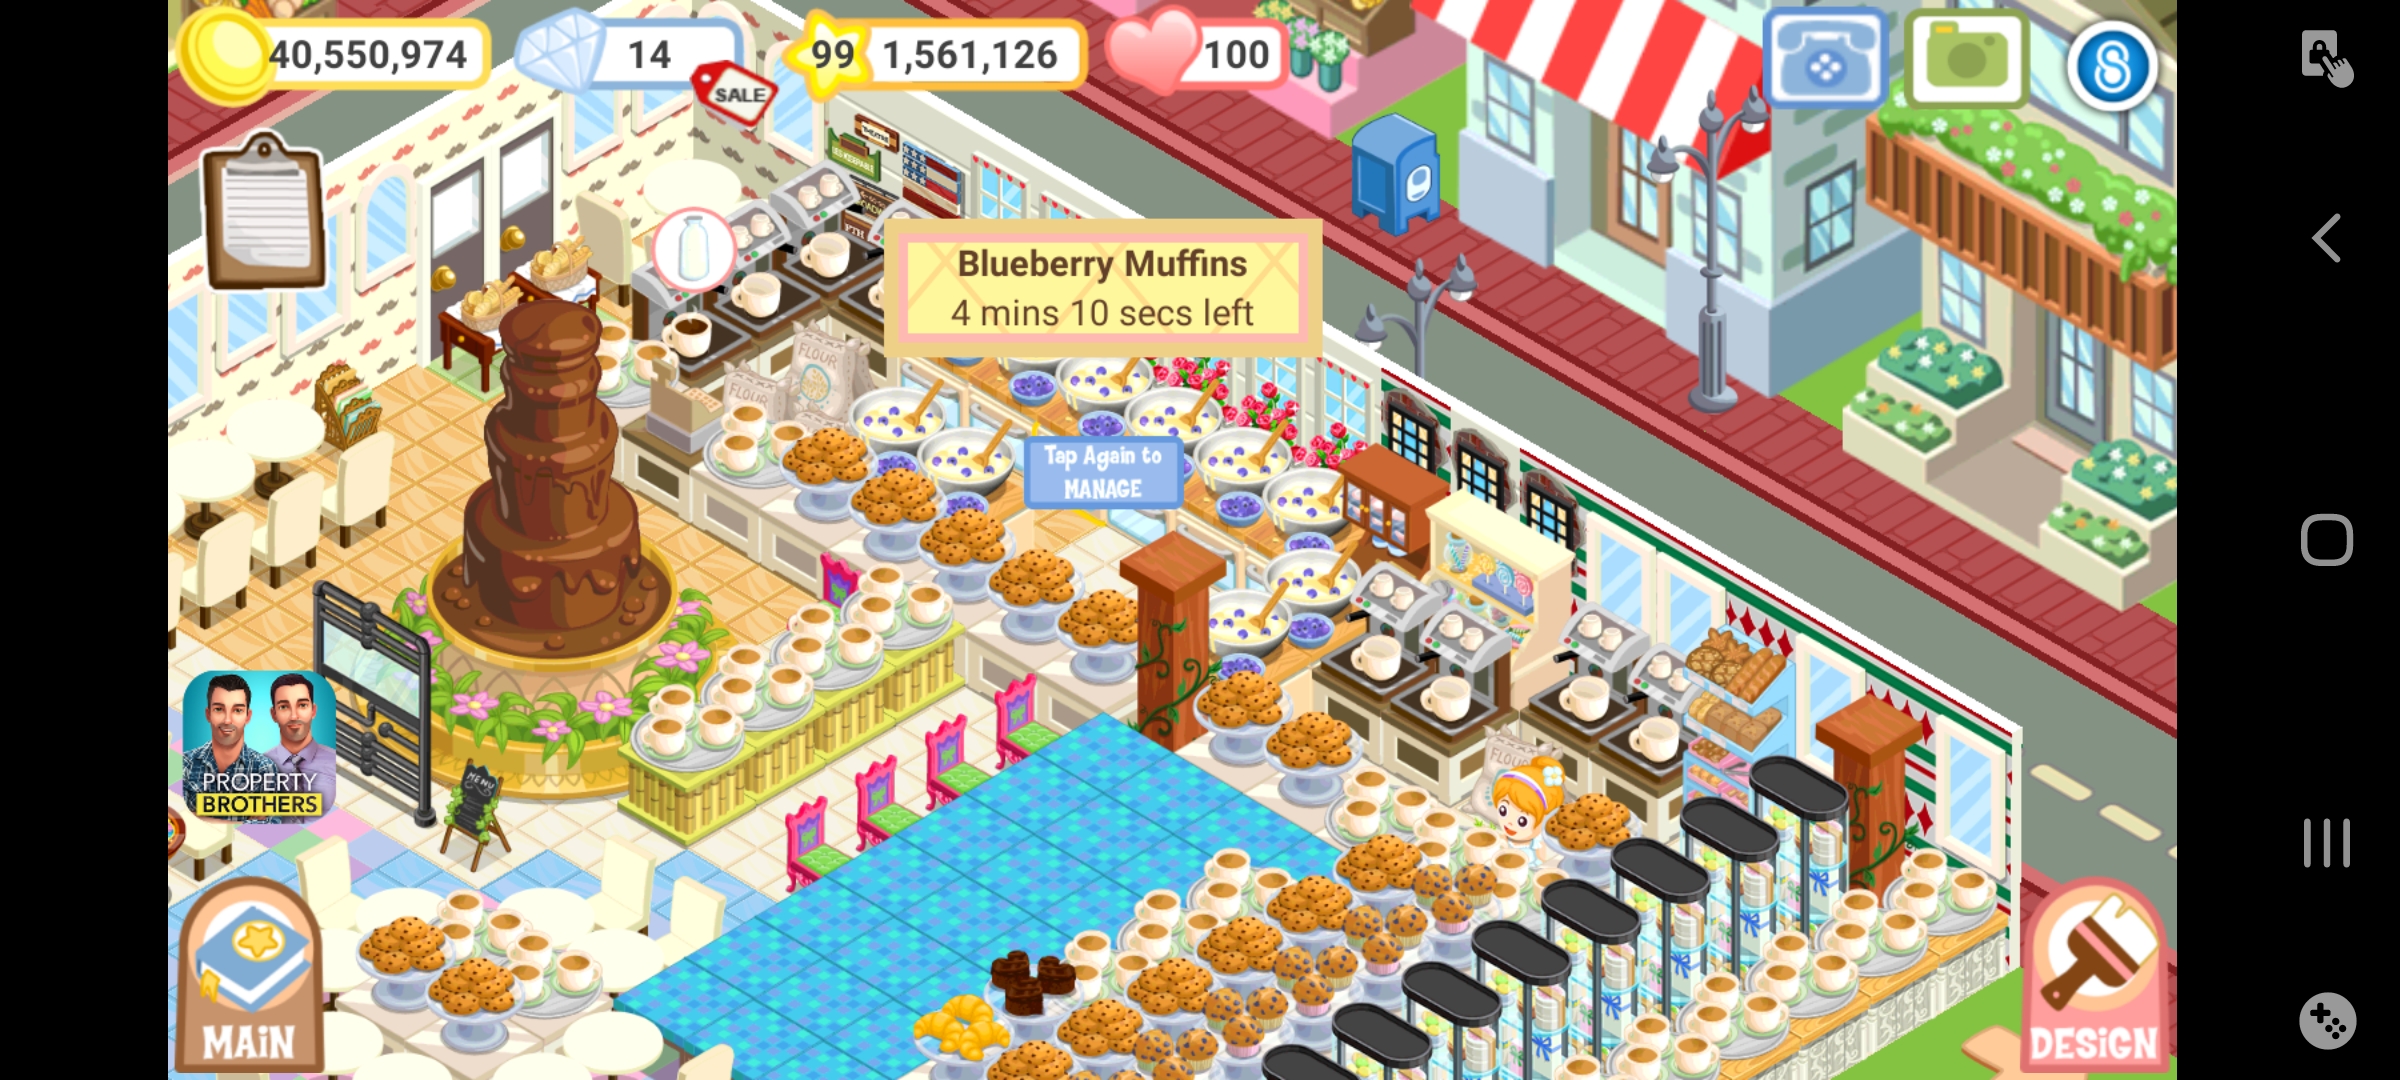 40,550,974
14
SALE
99
1,561,126
100
Blueberry Muffins
4 mins 10 secs left
FLOUR
FLOUR
Tap Again to
MANAGE
PROPERTY
BROTHERS
MENU
FLOUR
MAiN
DESiGN